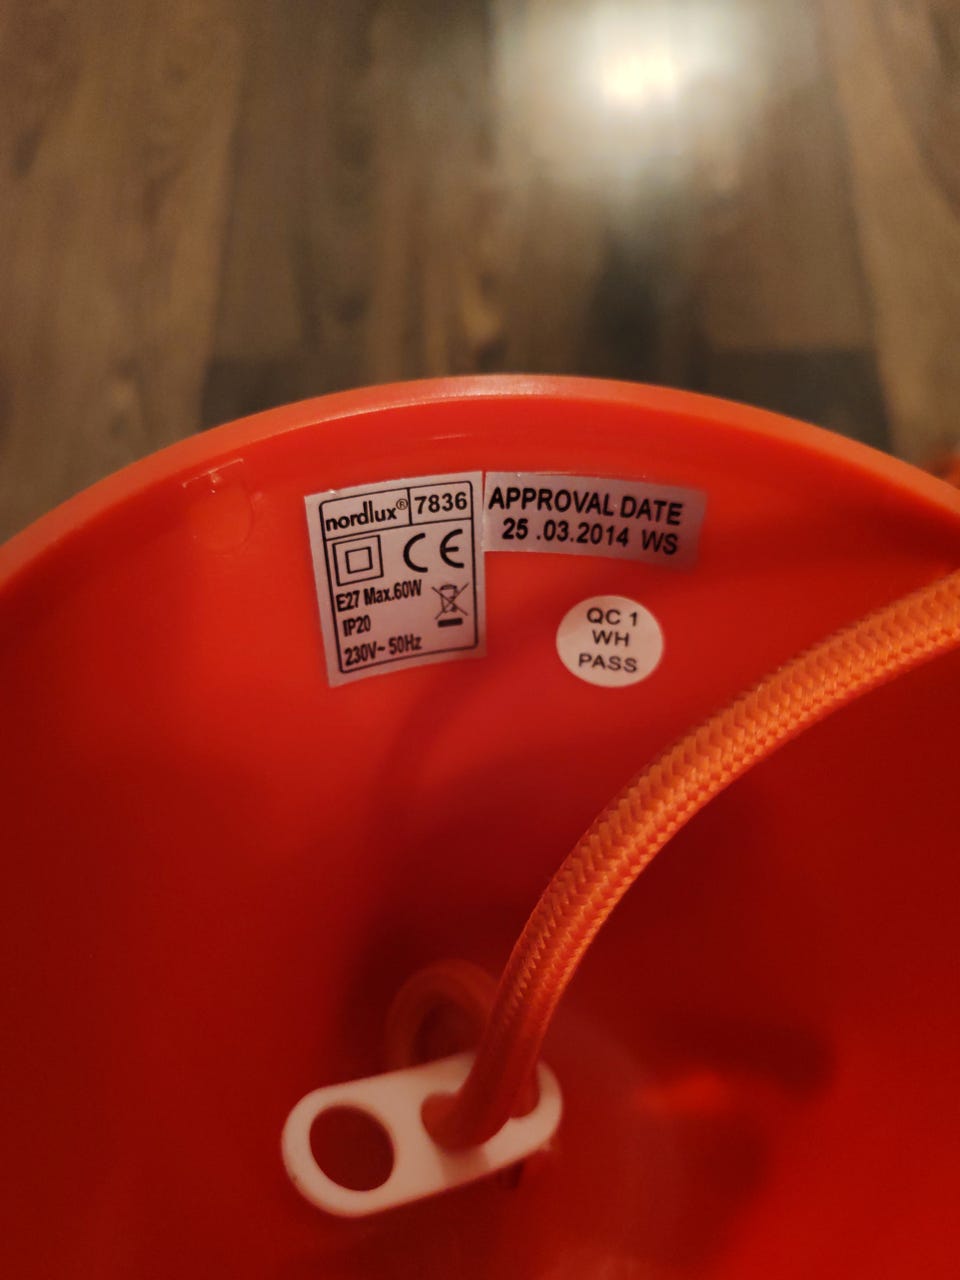 nordlux® 7836
CE
E27 Max.60W
IP20
230V~ 50Hz
APPROVAL DATE
25 .03.2014 WS
QC 1
WH
PASS